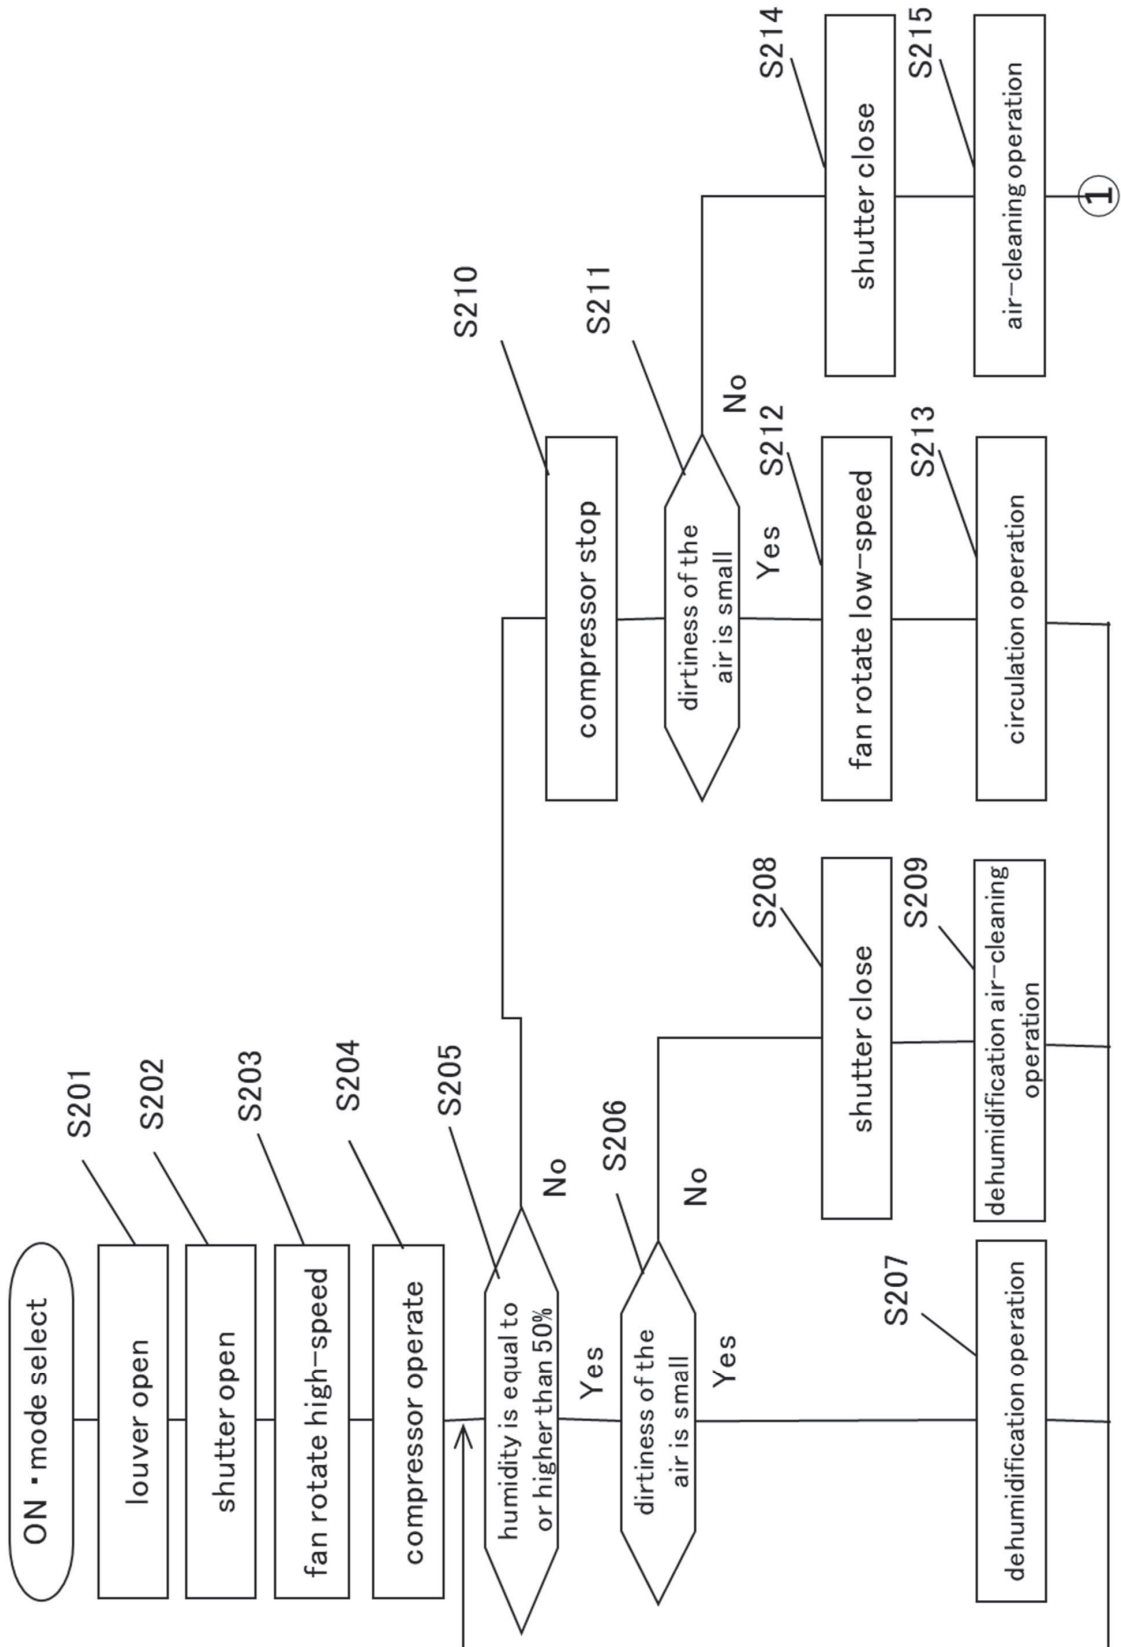 ON・mode select
louver open
S201
shutter open
S202
fan rotate high-speed
S203
compressor operate
S204
humidity is equal to
or higher than 50%
S205
No
Yes
dirtiness of the
air is small
S206
No
Yes
dehumidification operation
S207
shutter close
S208
dehumidification air-cleaning
operation
S209
compressor stop
S210
dirtiness of the
air is small
S211
No
Yes
fan rotate low-speed
S212
circulation operation
S213
shutter close
S214
air-cleaning operation
S215
①